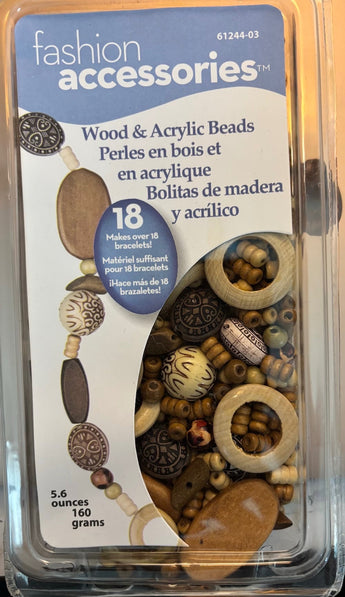 61244-03
fashion
accessories™
Wood & Acrylic Beads
Perles en bois et
en acrylique
Bolitas de madera
y acrílico
18
Makes over 18
bracelets!
Matériel suffisant
pour 18 bracelets
¡Hace más de 18
brazaletes!
5.6
ounces
160
grams